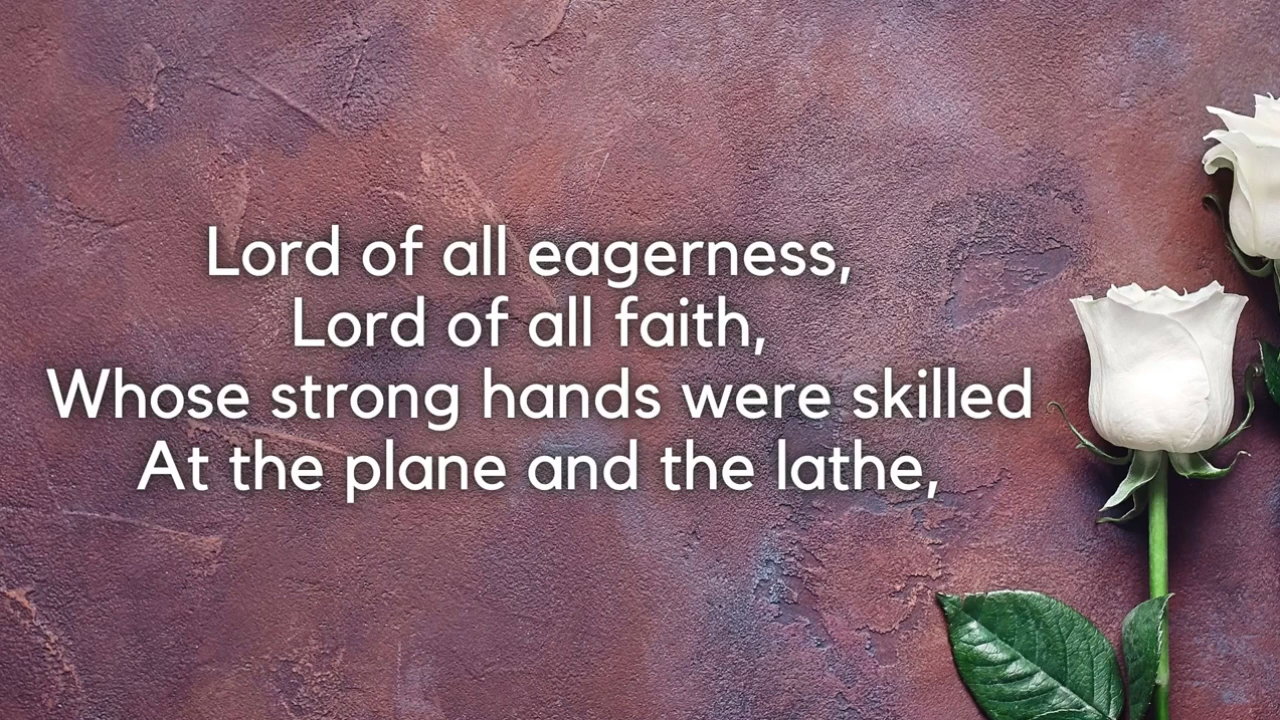 Lord of all eagerness,
Lord of all faith,
Whose strong hands were skilled
At the plane and the lathe,